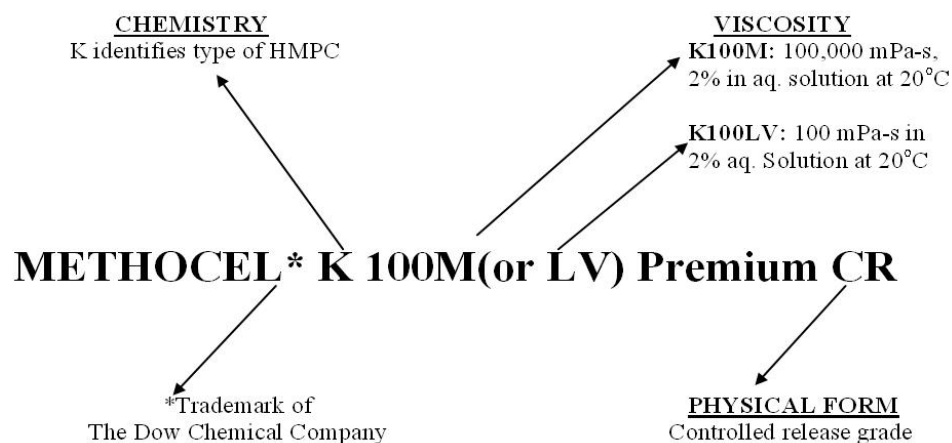 CHEMISTRY
K identifies type of HMPC
VISCOSITY
K100M: 100,000 mPa-s,
2% in aq. solution at 20°C
K100LV: 100 mPa-s in
2% aq. Solution at 20°C
METHOCEL* K 100M(or LV) Premium CR
*Trademark of
The Dow Chemical Company
PHYSICAL FORM
Controlled release grade